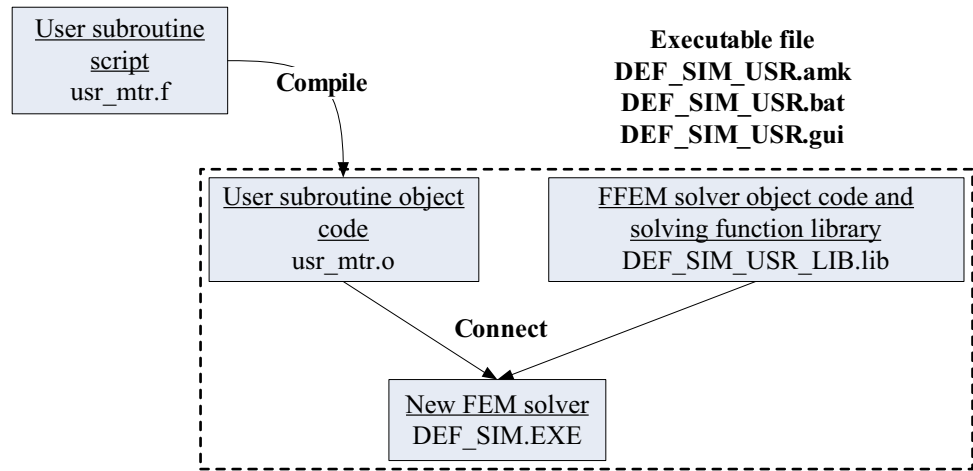 User subroutine
script
usr_mtr.f
Compile
Executable file
DEF_SIM_USR.amk
DEF_SIM_USR.bat
DEF_SIM_USR.gui
User subroutine object
code
usr_mtr.o
FFEM solver object code and
solving function library
DEF_SIM_USR_LIB.lib
Connect
New FEM solver
DEF_SIM.EXE